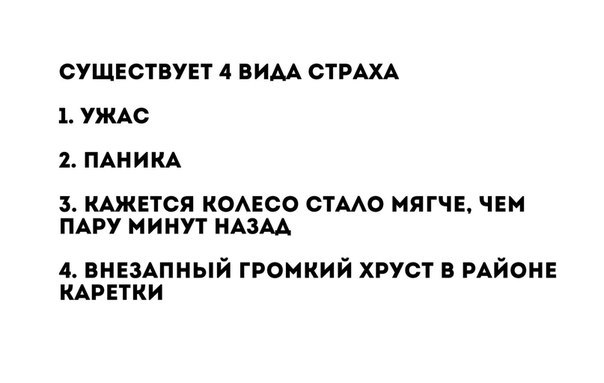 СУЩЕСТВУЕТ 4 ВИДА СТРАХА
1. УЖАС
2. ПАНИКА
3. КАЖЕТСЯ КОЛЕСО СТАЛО МЯГЧЕ, ЧЕМ
ПАРУ МИНУТ НАЗАД
4. ВНЕЗАПНЫЙ ГРОМКИЙ ХРУСТ В РАЙОНЕ
КАРЕТКИ